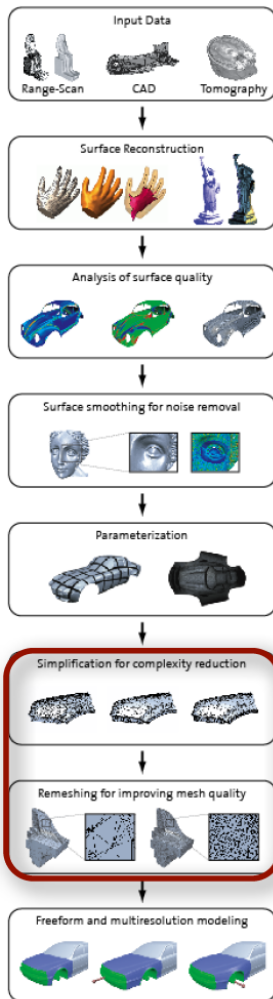 Input Data
Range-Scan CAD Tomography
Surface Reconstruction
Analysis of surface quality
Surface smoothing for noise removal
Parameterization
Simplification for complexity reduction
Remeshing for improving mesh quality
Freeform and multiresolution modeling